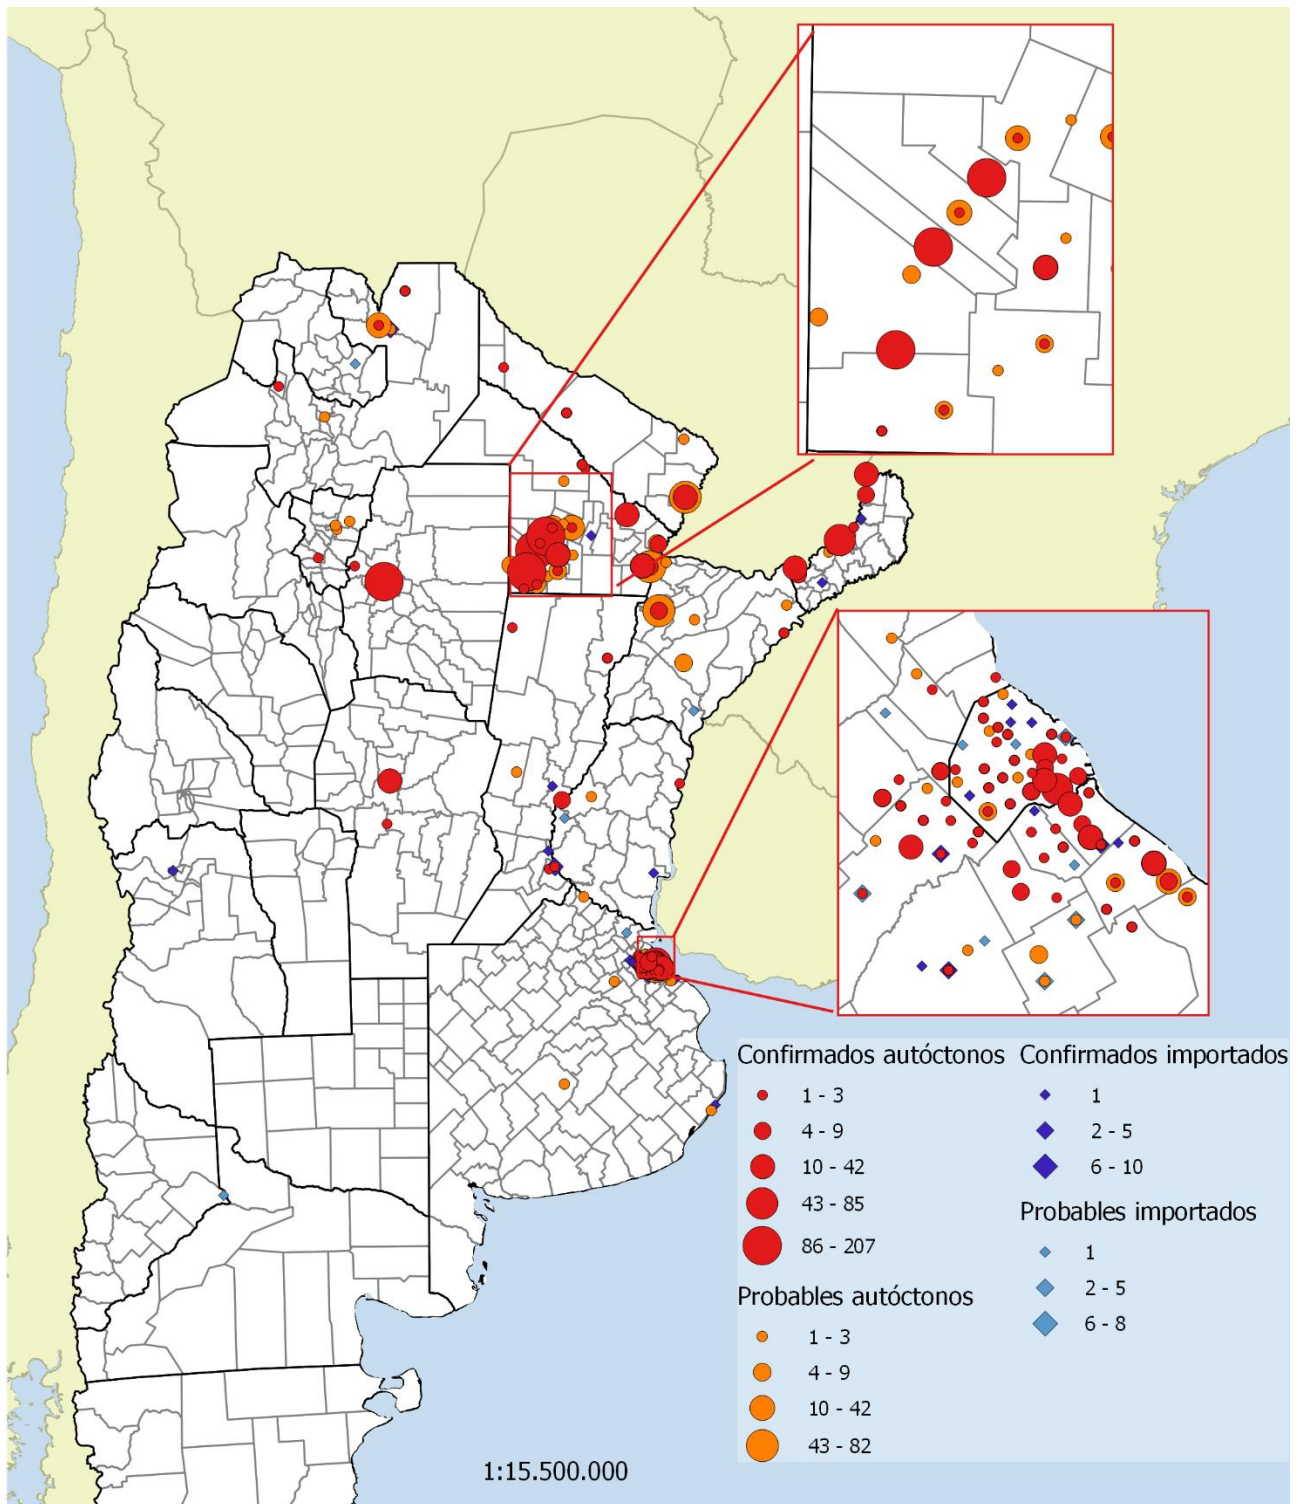 Confirmados autóctonos
1 - 3
4 - 9
10 - 42
43 - 85
86 - 207
Probables autóctonos
1 - 3
4 - 9
10 - 42
43 - 82
Confirmados importados
1
2 - 5
6 - 10
Probables importados
1
2 - 5
6 - 8
1:15.500.000